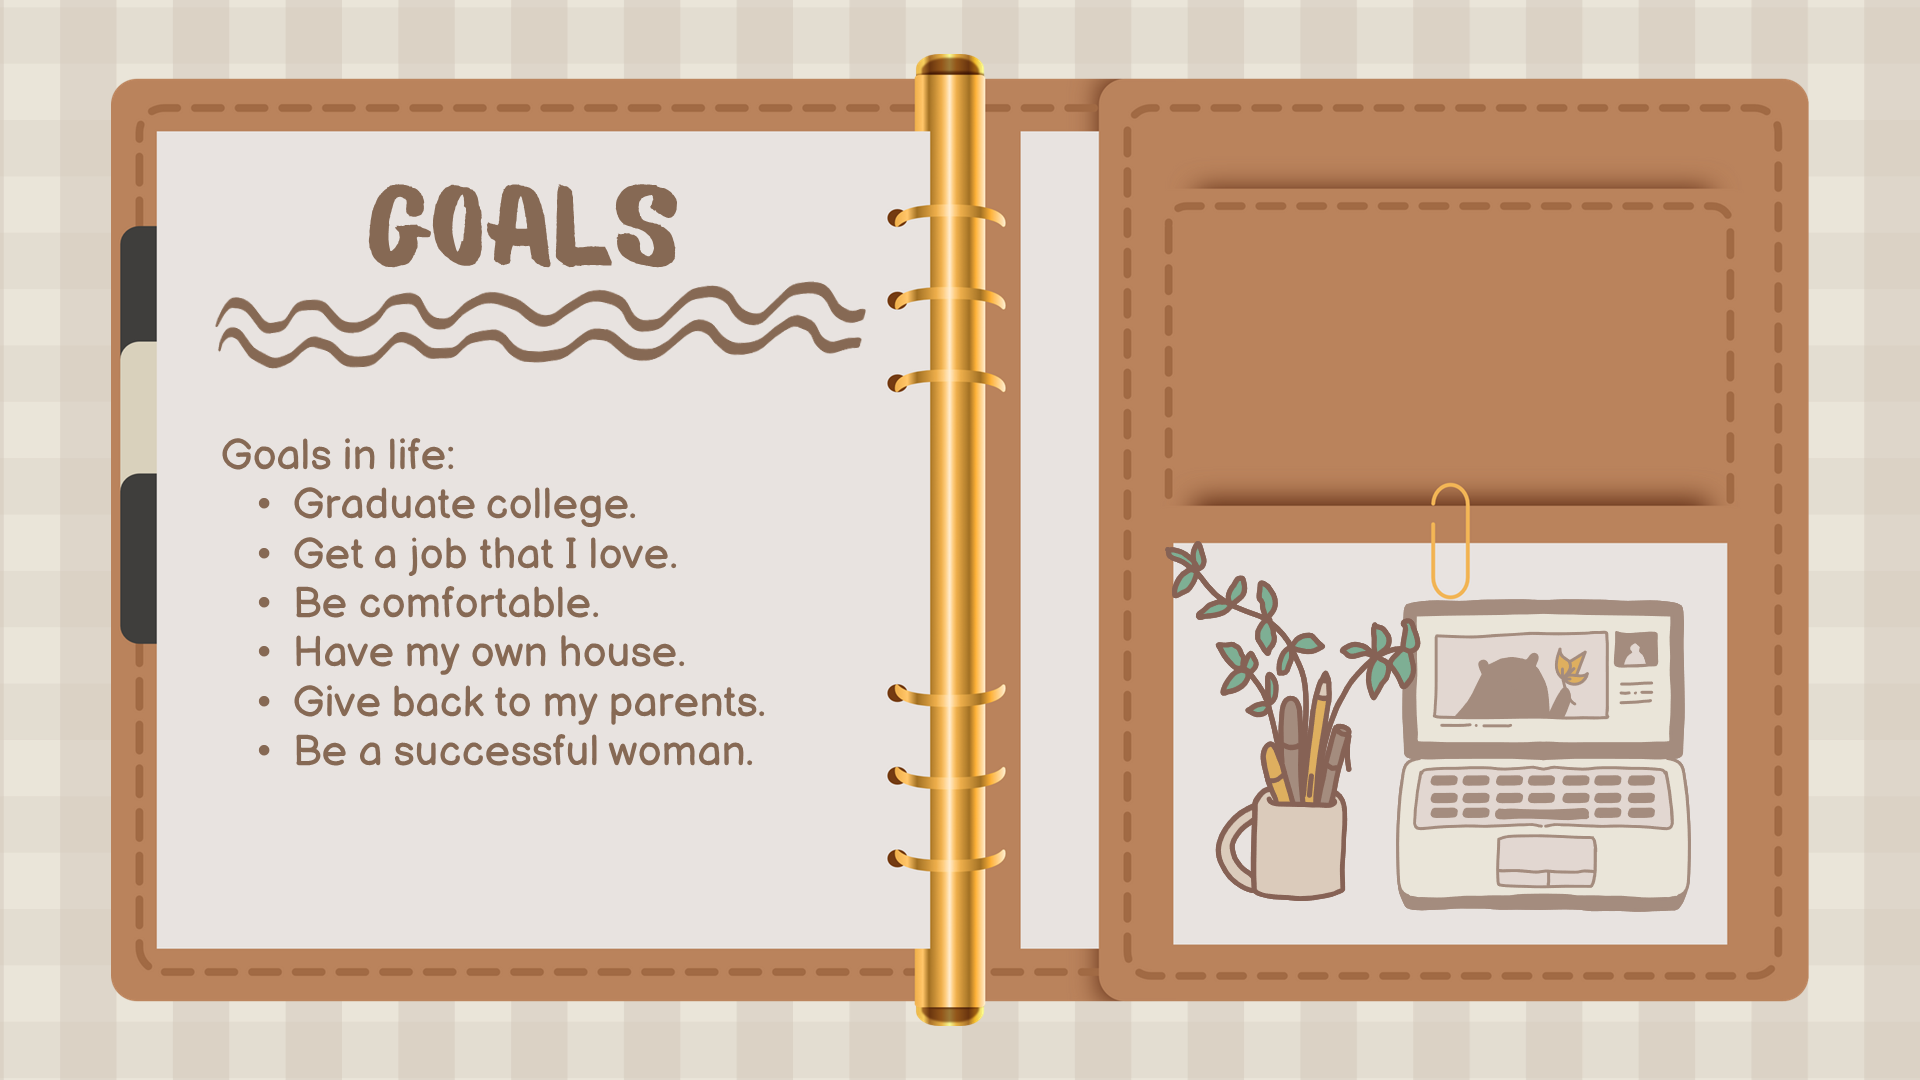 GOALS
Goals in life:
• Graduate college.
• Get a job that I love.
• Be comfortable.
• Have my own house.
• Give back to my parents.
• Be a successful woman.